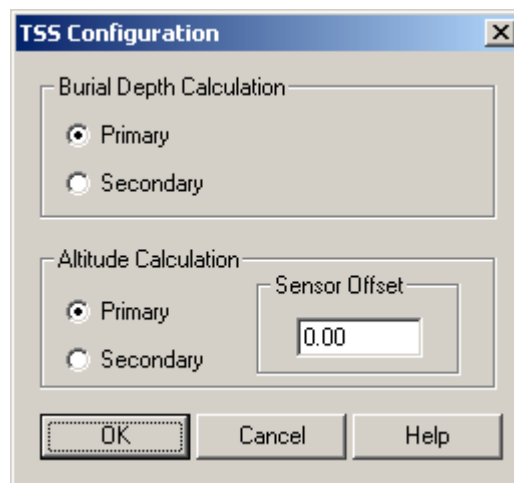 TSS Configuration
Burial Depth Calculation
Primary
Secondary
Altitude Calculation
Primary
Secondary
Sensor Offset
0.00
OK
Cancel
Help